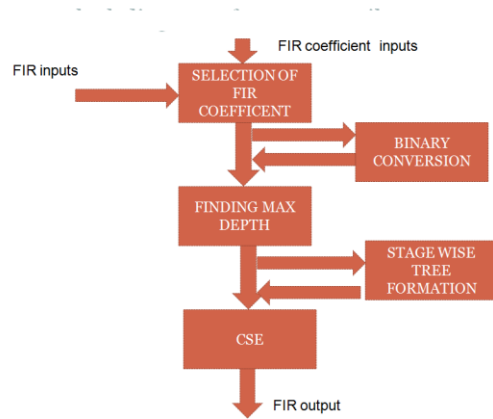 FIR coefficient inputs
FIR inputs
SELECTION OF
FIR
COEFFICENT
BINARY
CONVERSION
FINDING MAX
DEPTH
STAGE WISE
TREE
FORMATION
CSE
FIR output